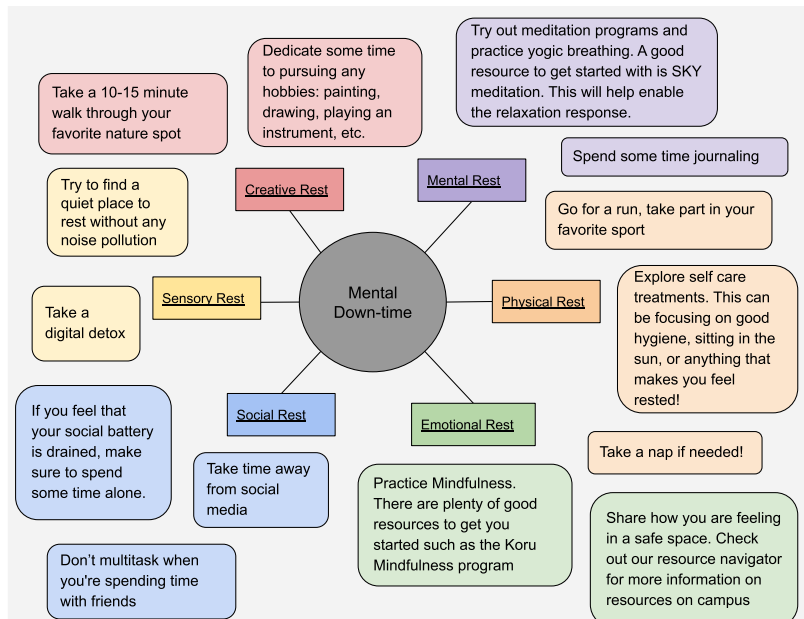 Take a 10-15 minute
walk through your
favorite nature spot
Dedicate some time
to pursuing any
hobbies: painting,
drawing, playing an
instrument, etc.
Try out meditation programs and
practice yogic breathing. A good
resource to get started with is SKY
meditation. This will help enable
the relaxation response.
Spend some time journaling
Try to find a
quiet place to
rest without any
noise pollution
Creative Rest
Mental Rest
Go for a run, take part in your
favorite sport
Sensory Rest
Mental
Down-time
Physical Rest
Explore self care
treatments. This can
be focusing on good
hygiene, sitting in the
sun, or anything that
makes you feel
rested!
Take a
digital detox
Social Rest
Emotional Rest
If you feel that
your social battery
is drained, make
sure to spend
some time alone.
Take time away
from social
media
Take a nap if needed!
Practice Mindfulness.
There are plenty of good
resources to get you
started such as the Koru
Mindfulness program
Share how you are feeling
in a safe space. Check
out our resource navigator
for more information on
resources on campus
Don’t multitask when
you're spending time
with friends